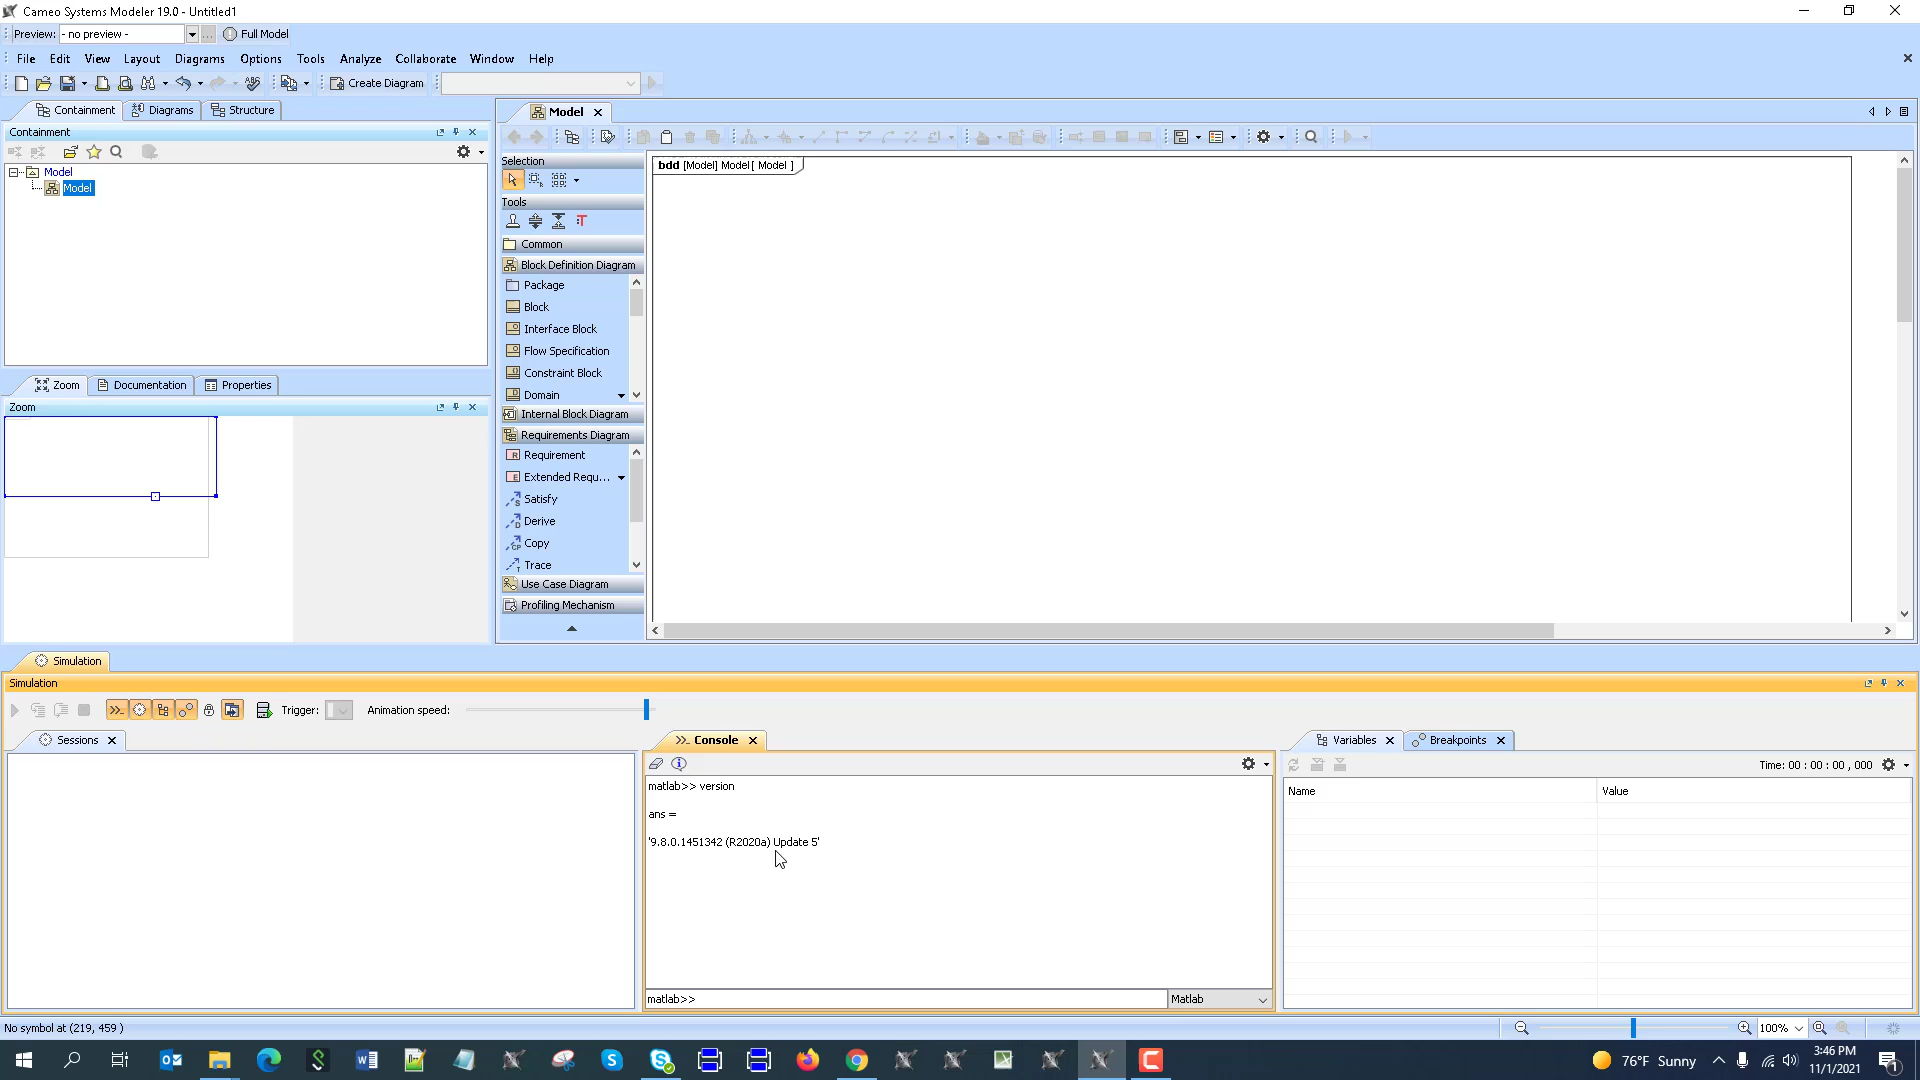 Cameo Systems Modeler 19.0 - Untitled1
Preview: - no preview - ... Full Model
File Edit View Layout Diagrams Options Tools Analyze Collaborate Window Help
Create Diagram
Containment Diagrams Structure
Containment
Model
Model
Zoom Documentation Properties
Zoom
Model
Selection
Tools
Common
Block Definition Diagram
Package
Block
Interface Block
Flow Specification
Constraint Block
Domain
Internal Block Diagram
Requirements Diagram
Requirement
Extended Requ...
Satisfy
Derive
Copy
Trace
Use Case Diagram
Profiling Mechanism
bdd [Model] Model[ Model ]
Simulation
Simulation
Trigger: Animation speed:
Sessions
Console
matlab>> version
ans =
'9.8.0.1451342 (R2020a) Update 5'
matlab>> Matlab
Variables Breakpoints
Time: 00 : 00 : 00 , 000
Name Value
No symbol at (219, 459 )
100%
76°F Sunny
3:46 PM
11/1/2021
1